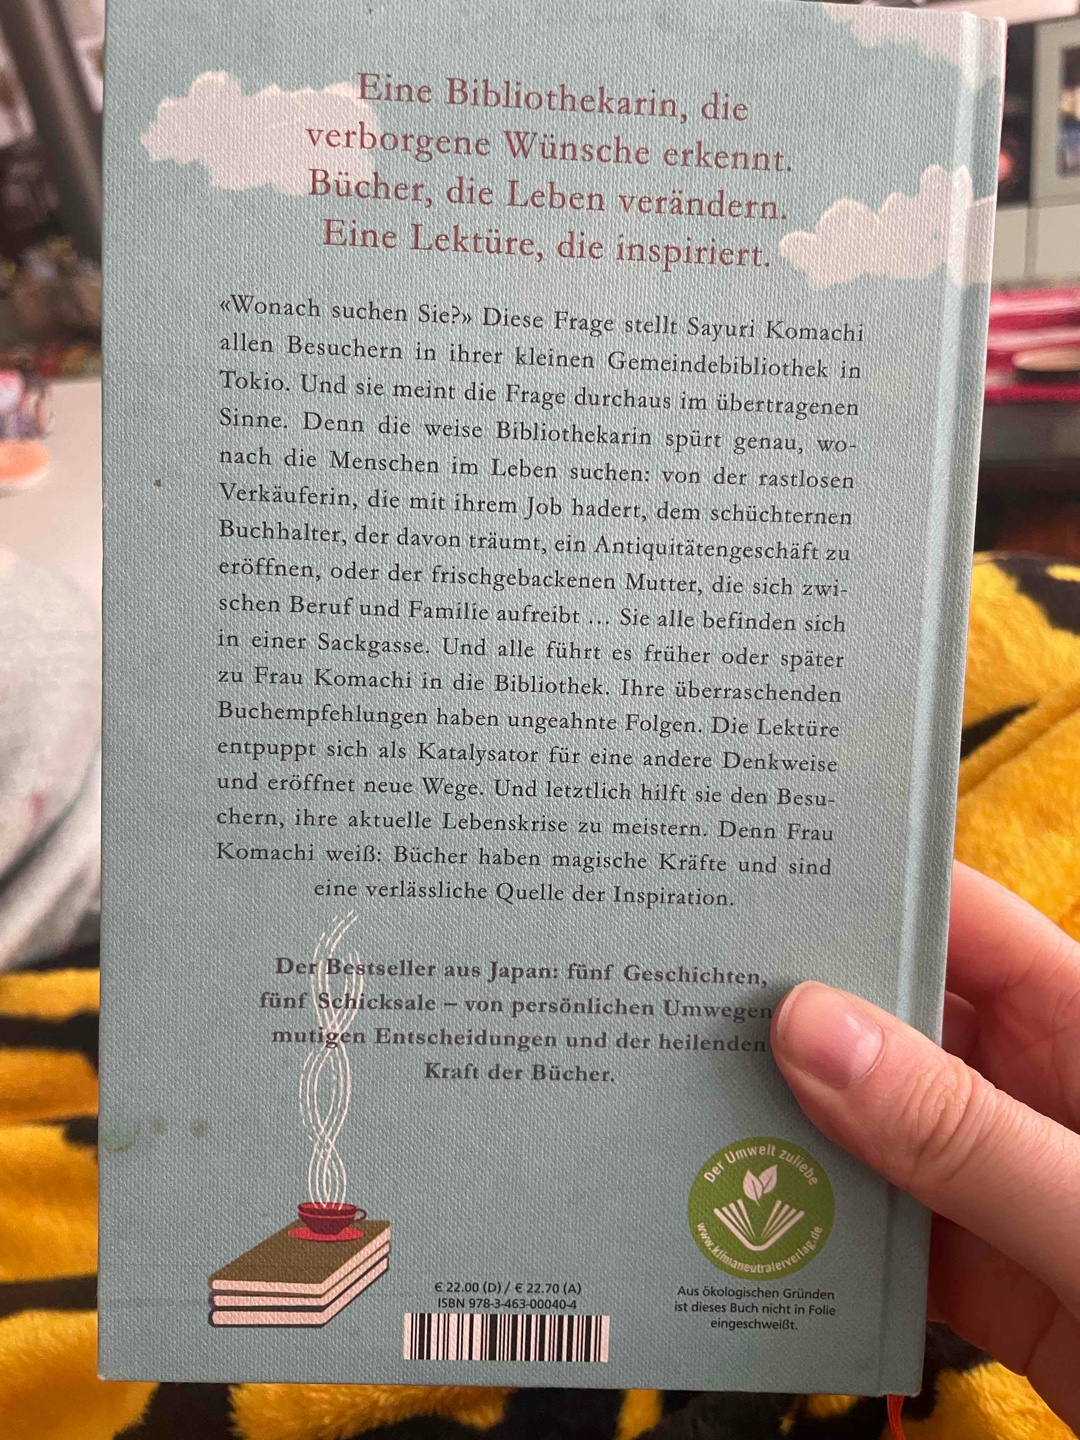 Eine Bibliothekarin, die
verborgene Wünsche erkennt.
Bücher, die Leben verändern.
Eine Lektüre, die inspiriert.
«Wonach suchen Sie?» Diese Frage stellt Sayuri Komachi
allen Besuchern in ihrer kleinen Gemeindebibliothek in
Tokio. Und sie meint die Frage durchaus im übertragenen
Sinne. Denn die weise Bibliothekarin spürt genau, wo-
nach die Menschen im Leben suchen: von der rastlosen
Verkäuferin, die mit ihrem Job hadert, dem schüchternen
Buchhalter, der davon träumt, ein Antiquitätengeschäft zu
eröffnen, oder der frischgebackenen Mutter, die sich zwi-
schen Beruf und Familie aufreibt ... Sie alle befinden sich
in einer Sackgasse. Und alle führt es früher oder später
zu Frau Komachi in die Bibliothek. Ihre überraschenden
Buchempfehlungen haben ungeahnte Folgen. Die Lektüre
entpuppt sich als Katalysator für eine andere Denkweise
und eröffnet neue Wege. Und letztlich hilft sie den Besu-
chern, ihre aktuelle Lebenskrise zu meistern. Denn Frau
Komachi weiß: Bücher haben magische Kräfte und sind
eine verlässliche Quelle der Inspiration.
Der Bestseller aus Japan: fünf Geschichten,
fünf Schicksale – von persönlichen Umwegen
mutigen Entscheidungen und der heilenden
Kraft der Bücher.
Der Umwelt zuliebe
www.klimaneutralerverlag.de
Aus ökologischen Gründen
ist dieses Buch nicht in Folie
eingeschweißt.
€ 22.00 (D) / € 22.70 (A)
ISBN 978-3-463-00040-4